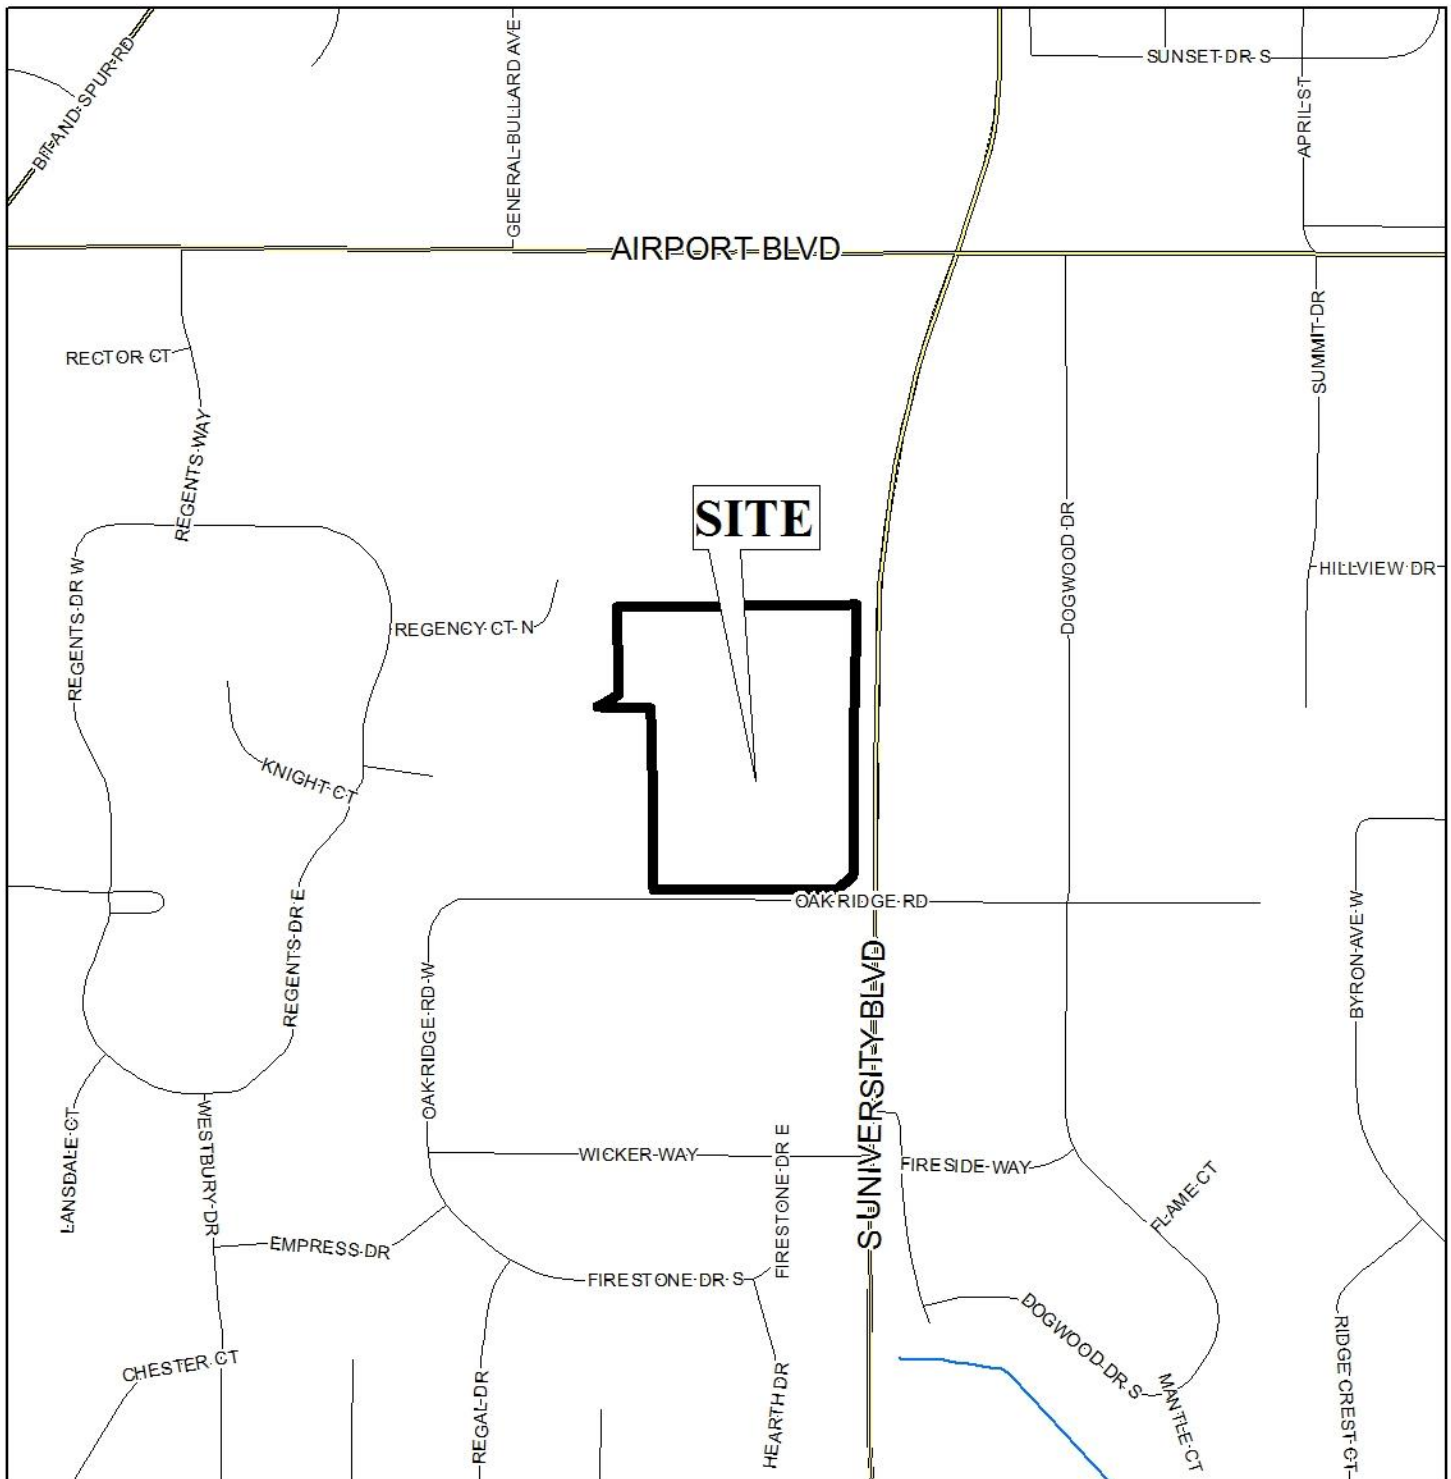 BIT-AND-SPUR-RD
GENERAL-BULLARD AVE
SUNSET-DR-S
APRIL-ST
AIRPORT BLVD
RECTOR CT
SUMMIT-DR
REGENTS-WAY
SITE
DOGWOOD-DR
HILLVIEW DR
REGENTS-DR W
REGENCY-CT-N
KNIGHT-CT
REGENTS-DR E
OAK-RIDGE-RD
BYRON-AVE-W
OAK-RIDGE-RD-W
S-UNIVERSITY-BLVD
LANSDALE-CT
WESTBURY-DR
WICKER-WAY
FIRESTONE-DR E
FIRESIDE-WAY
FLAME-CT
EMPRESS-DR
FIRESTONE-DR-S
DOGWOOD-DR S
CHESTER CT
REGAL-DR
HEARTH DR
MANTLE-CT
RIDGE CREST-CT